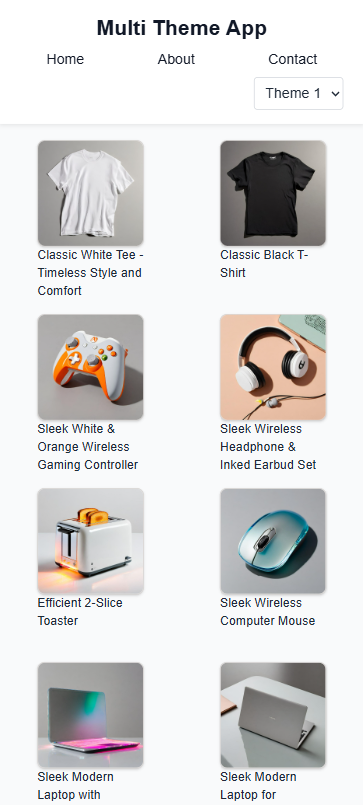 Multi Theme App
Home About Contact
Theme 1
Classic White Tee -
Timeless Style and
Comfort
Classic Black T-
Shirt
Sleek White &
Orange Wireless
Gaming Controller
Sleek Wireless
Headphone &
Inked Earbud Set
Efficient 2-Slice
Toaster
Sleek Wireless
Computer Mouse
Sleek Modern
Laptop with
Sleek Modern
Laptop for